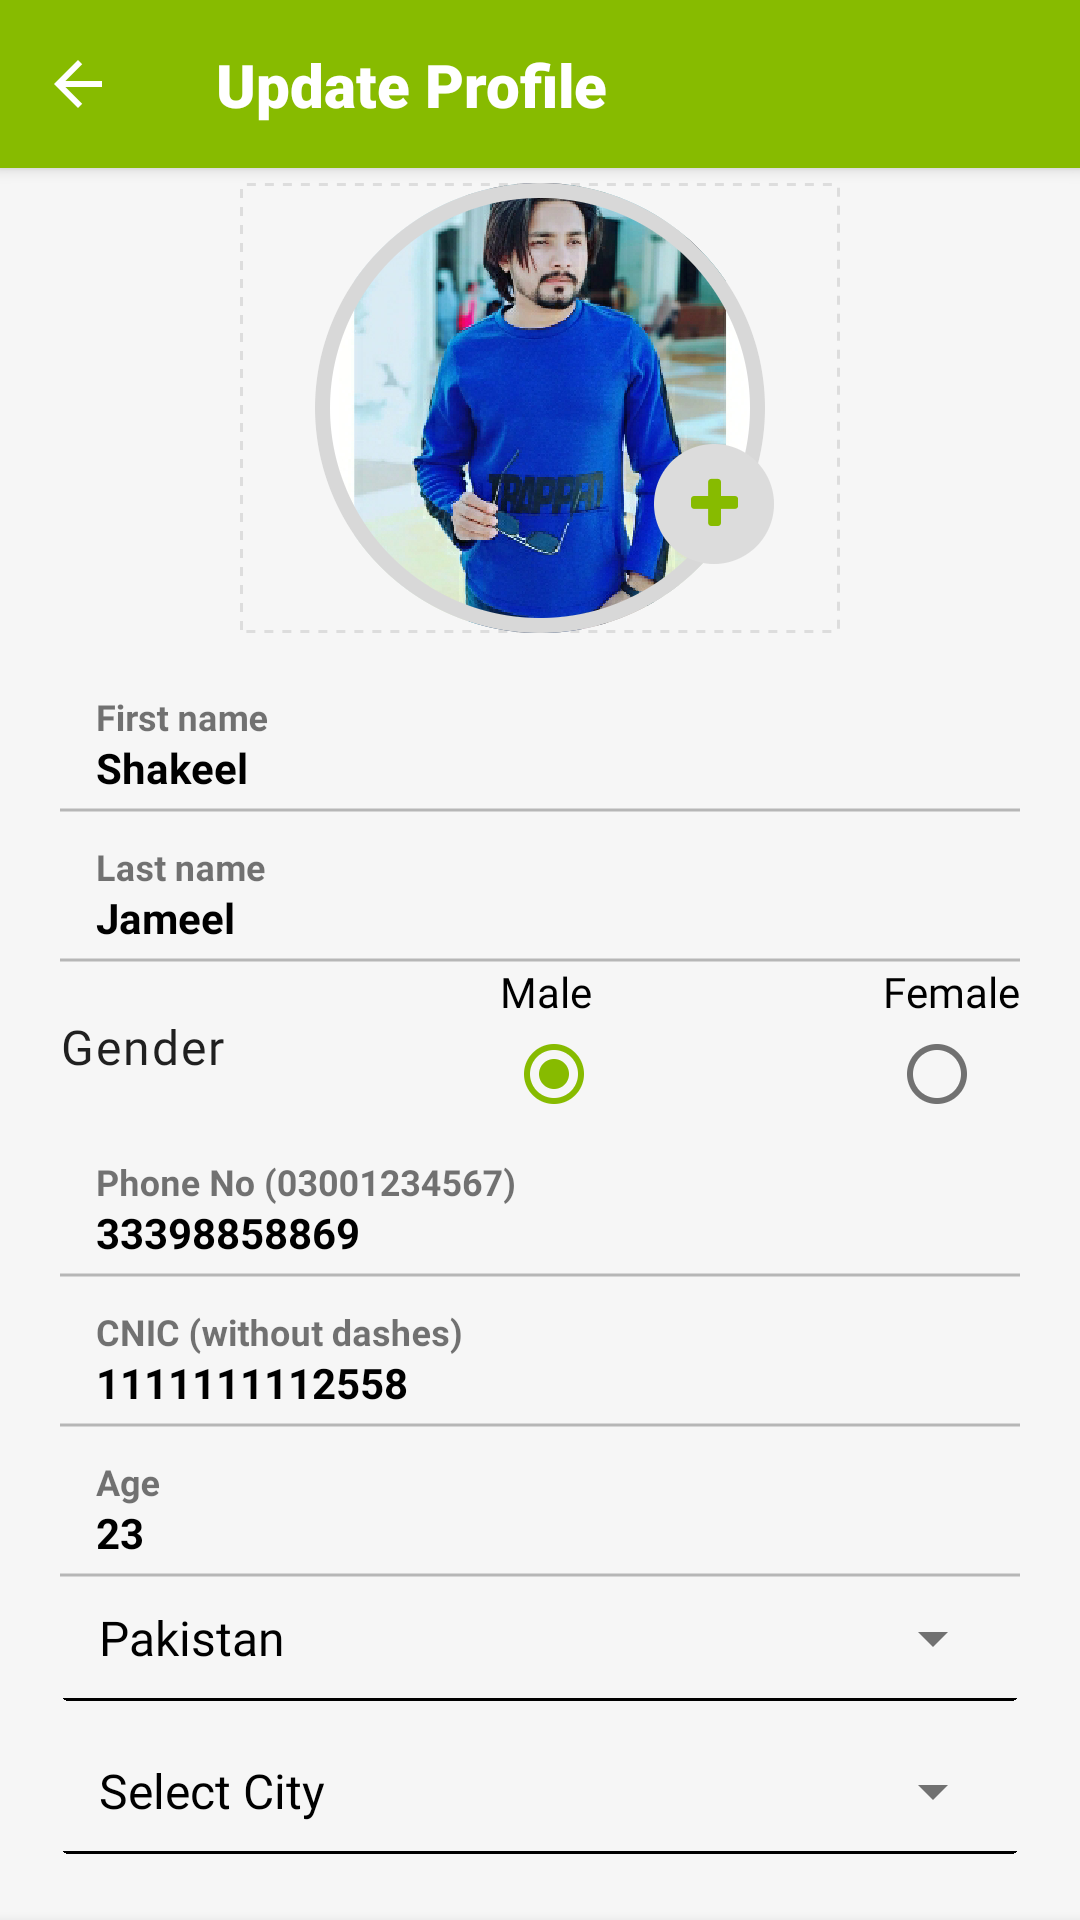 Update Profile
TRAPPED
First name
Shakeel
Last name
Jameel
Male
Female
Gender
Phone No (03001234567)
33398858869
CNIC (without dashes)
1111111112558
Age
23
Pakistan
Select City